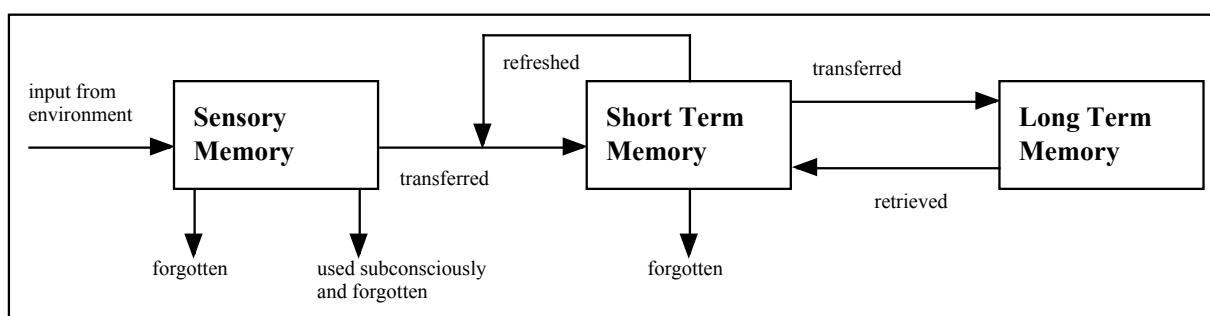 refreshed
transferred
input from
environment
Sensory
Memory
Short Term
Memory
Long Term
Memory
transferred
retrieved
forgotten
used subconsciously
and forgotten
forgotten